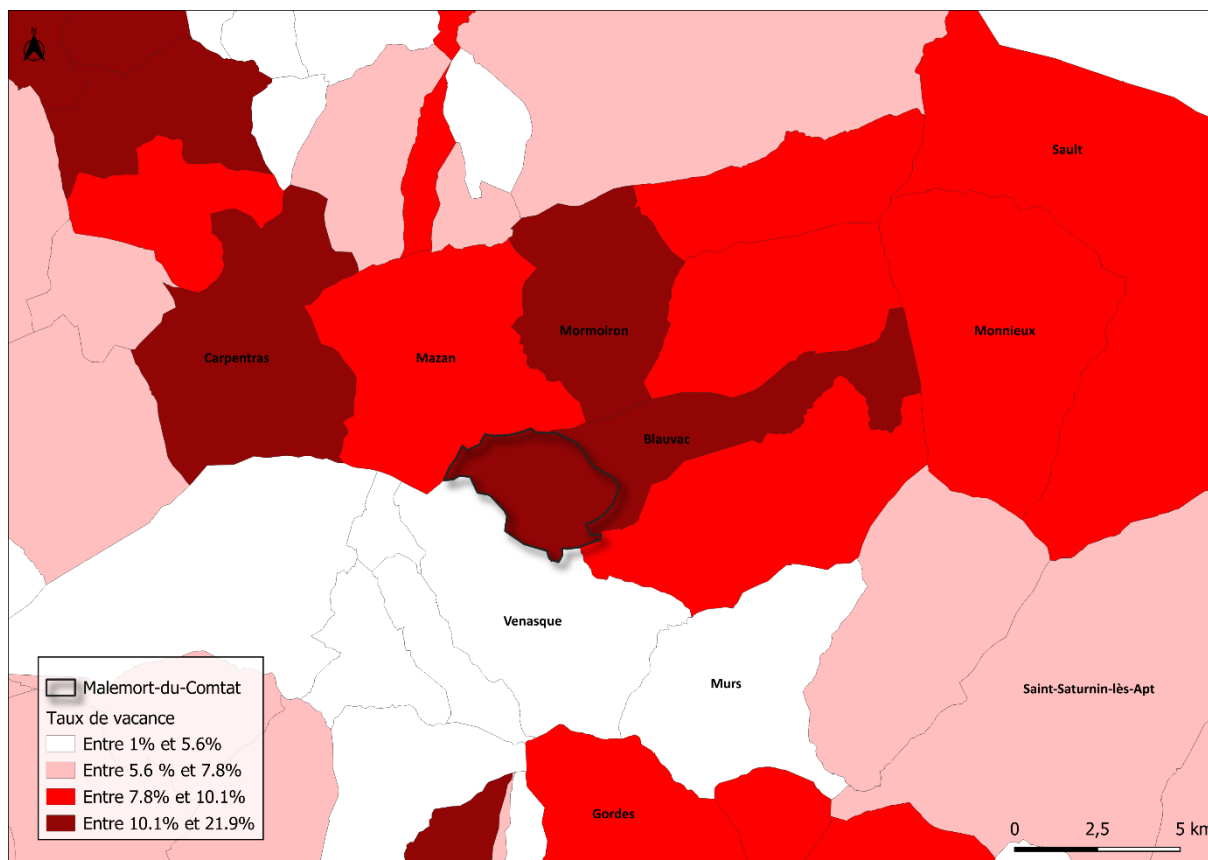 N
Sault
Mormoiron
Monnieux
Carpentras
Mazan
Blauvac
Venasque
Murs
Saint-Saturnin-lès-Apt
Gordes
Malemort-du-Comtat
Taux de vacance
Entre 1% et 5.6%
Entre 5.6 % et 7.8%
Entre 7.8% et 10.1%
Entre 10.1% et 21.9%
0 2,5 5 km